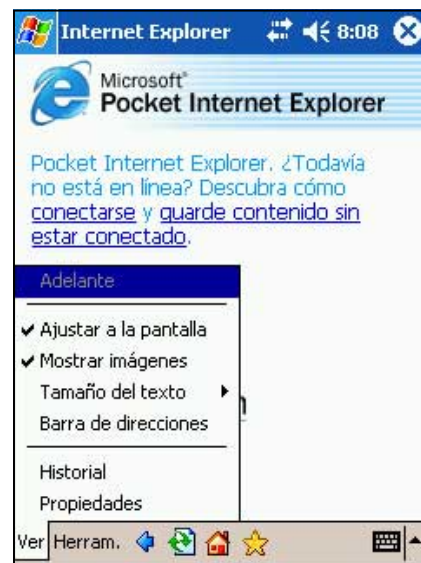 Internet Explorer 8:08
Microsoft®
Pocket Internet Explorer
Pocket Internet Explorer. ¿Todavía
no está en línea? Descubra cómo
conectarse y guarde contenido sin
estar conectado.
Adelante
Ajustar a la pantalla
Mostrar imágenes
Tamaño del texto
Barra de direcciones
Historial
Propiedades
Ver Herram.